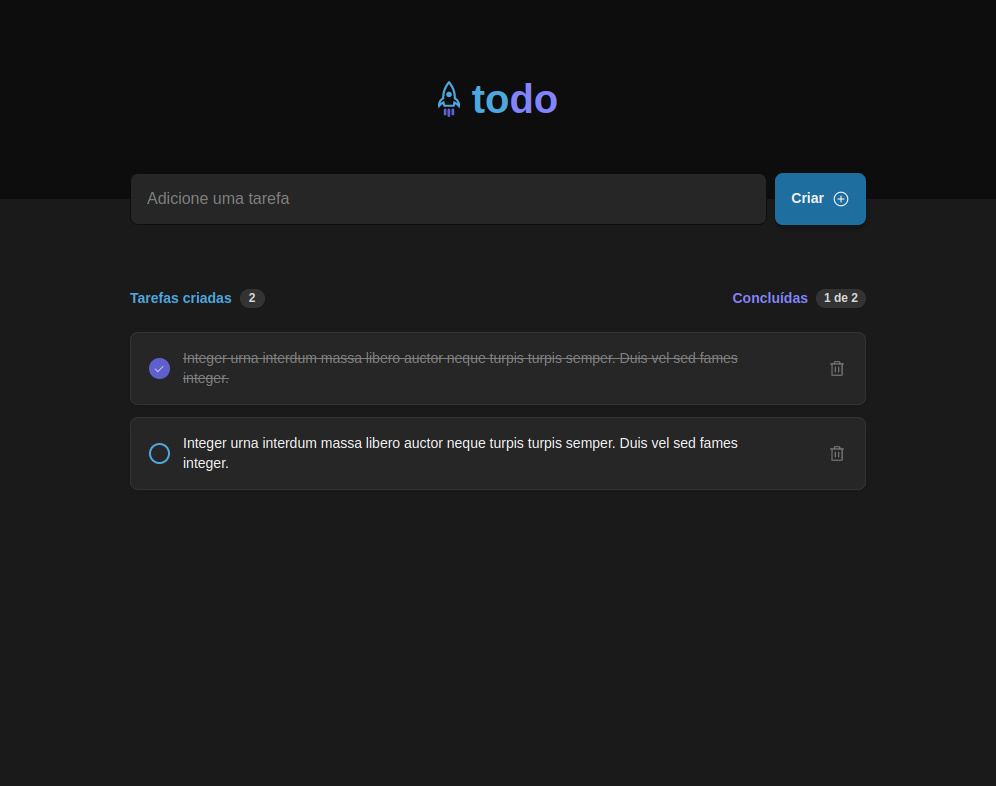 todo
Adicione uma tarefa
Criar
Tarefas criadas 2
Concluídas 1 de 2
Integer urna interdum massa libero auctor neque turpis turpis semper. Duis vel sed fames
integer.
Integer urna interdum massa libero auctor neque turpis turpis semper. Duis vel sed fames
integer.